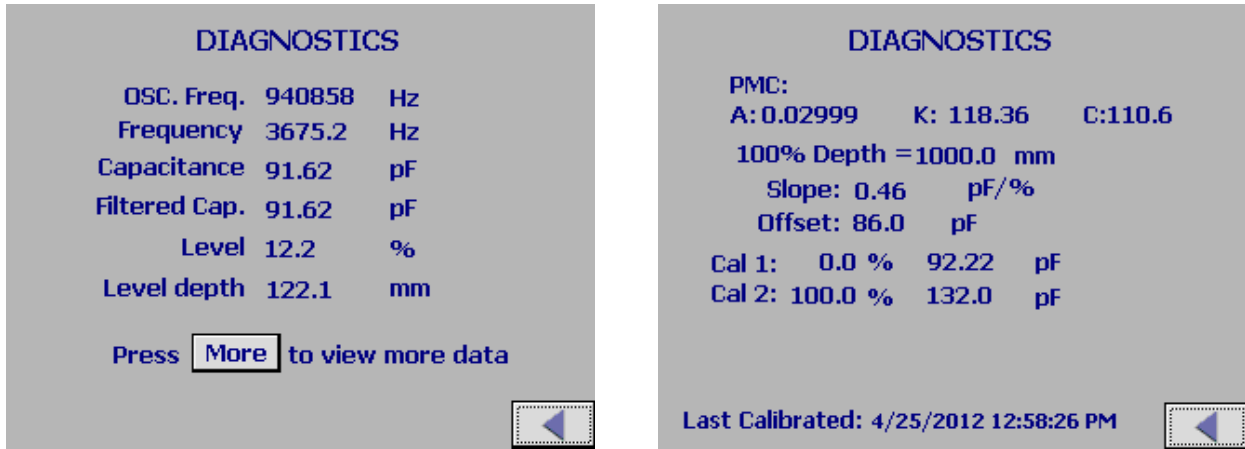 DIAGNOSTICS
OSC. Freq. 940858 Hz
Frequency 3675.2 Hz
Capacitance 91.62 pF
Filtered Cap. 91.62 pF
Level 12.2 %
Level depth 122.1 mm
Press More to view more data
DIAGNOSTICS
PMC:
A: 0.02999 K: 118.36 C:110.6
100% Depth = 1000.0 mm
Slope: 0.46 pF/%
Offset: 86.0 pF
Cal 1: 0.0 % 92.22 pF
Cal 2: 100.0 % 132.0 pF
Last Calibrated: 4/25/2012 12:58:26 PM